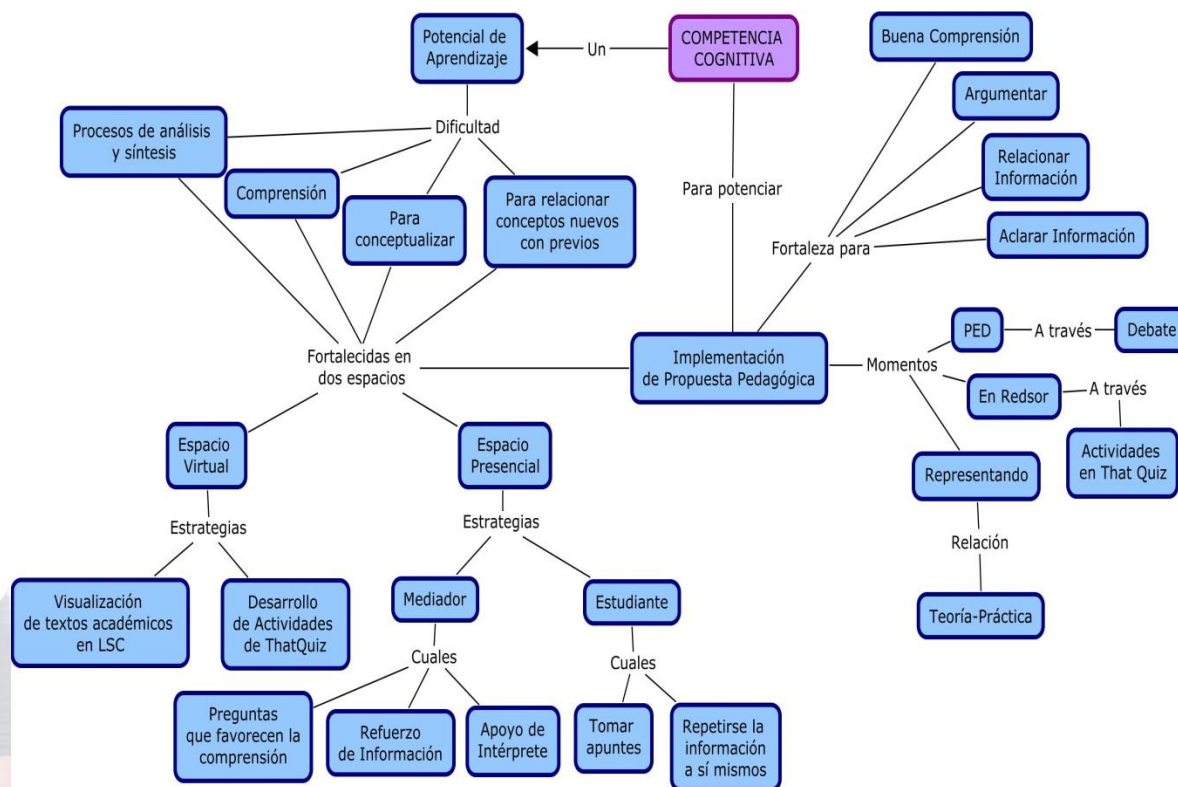 Potencial de
Aprendizaje
Un
COMPETENCIA
COGNITIVA
Buena Comprensión
Argumentar
Relacionar
Información
Aclarar Información
Fortaleza para
Para potenciar
Dificultad
Procesos de análisis
y síntesis
Comprensión
Para
conceptualizar
Para relacionar
conceptos nuevos
con previos
Fortalecidas en
dos espacios
Implementación
de Propuesta Pedagógica
Momentos
PED
A través
Debate
En Redsor
A través
Actividades
en That Quiz
Representando
Relación
Teoría-Práctica
Espacio
Virtual
Estrategias
Visualización
de textos académicos
en LSC
Desarrollo
de Actividades
de ThatQuiz
Espacio
Presencial
Estrategias
Mediador
Cuales
Preguntas
que favorecen la
comprensión
Refuerzo
de Información
Apoyo de
Intérprete
Estudiante
Cuales
Tomar
apuntes
Repetirse la
información
a sí mismos